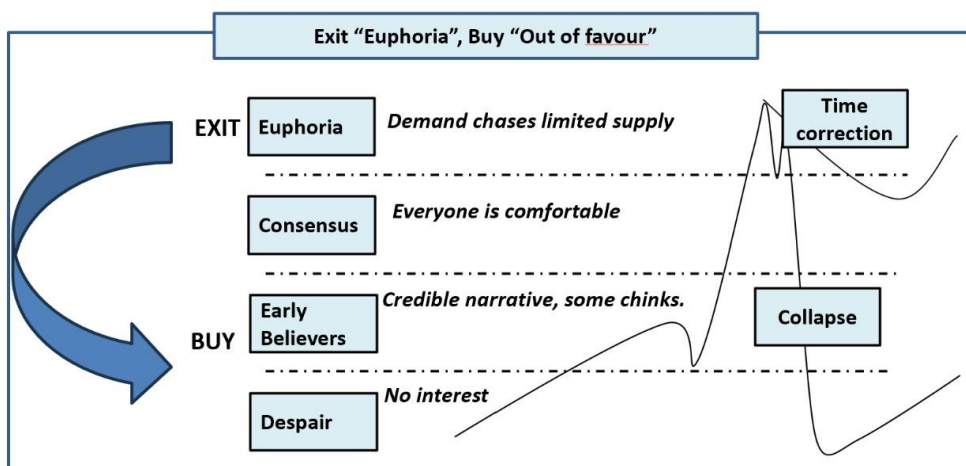 Exit “Euphoria”, Buy “Out of favour”
EXIT
Euphoria
Demand chases limited supply
Time
correction
Consensus
Everyone is comfortable
BUY
Early
Believers
Credible narrative, some chinks.
Collapse
Despair
No interest